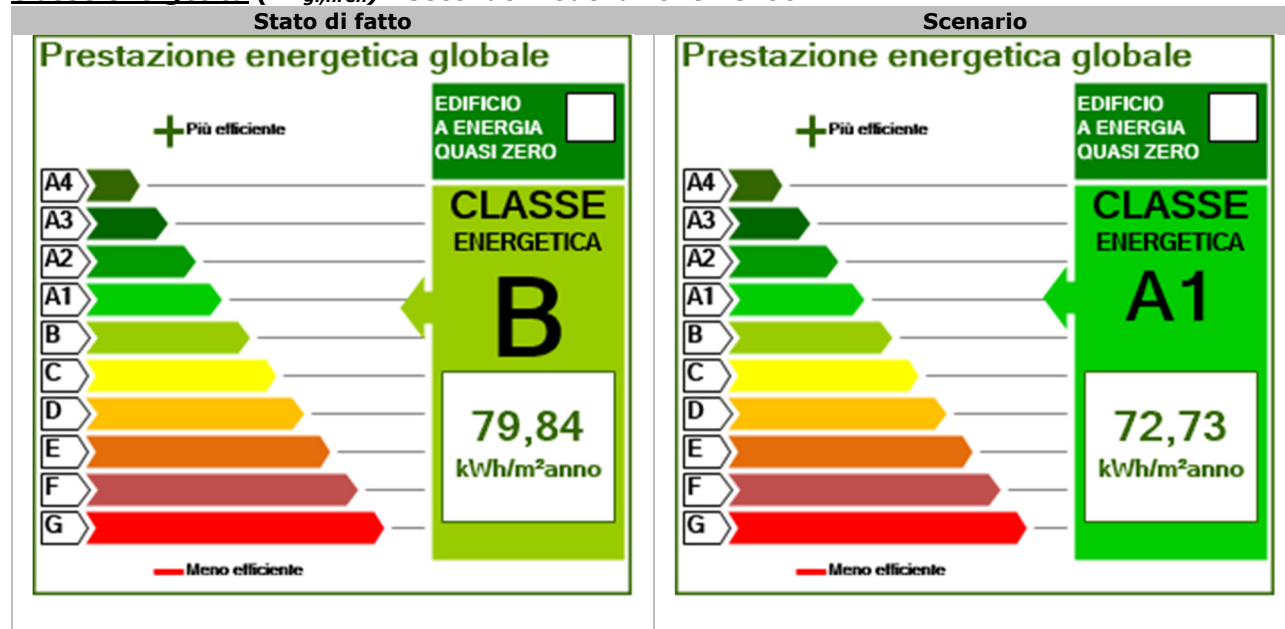 Stato di fatto
Scenario
Prestazione energetica globale
Più efficiente
EDIFICIO
A ENERGIA
QUASI ZERO
A4
A3
A2
A1
B
C
D
E
F
G
CLASSE
ENERGETICA
B
79,84
kWh/m²anno
Meno efficiente
Prestazione energetica globale
Più efficiente
EDIFICIO
A ENERGIA
QUASI ZERO
A4
A3
A2
A1
B
C
D
E
F
G
CLASSE
ENERGETICA
A1
72,73
kWh/m²anno
Meno efficiente